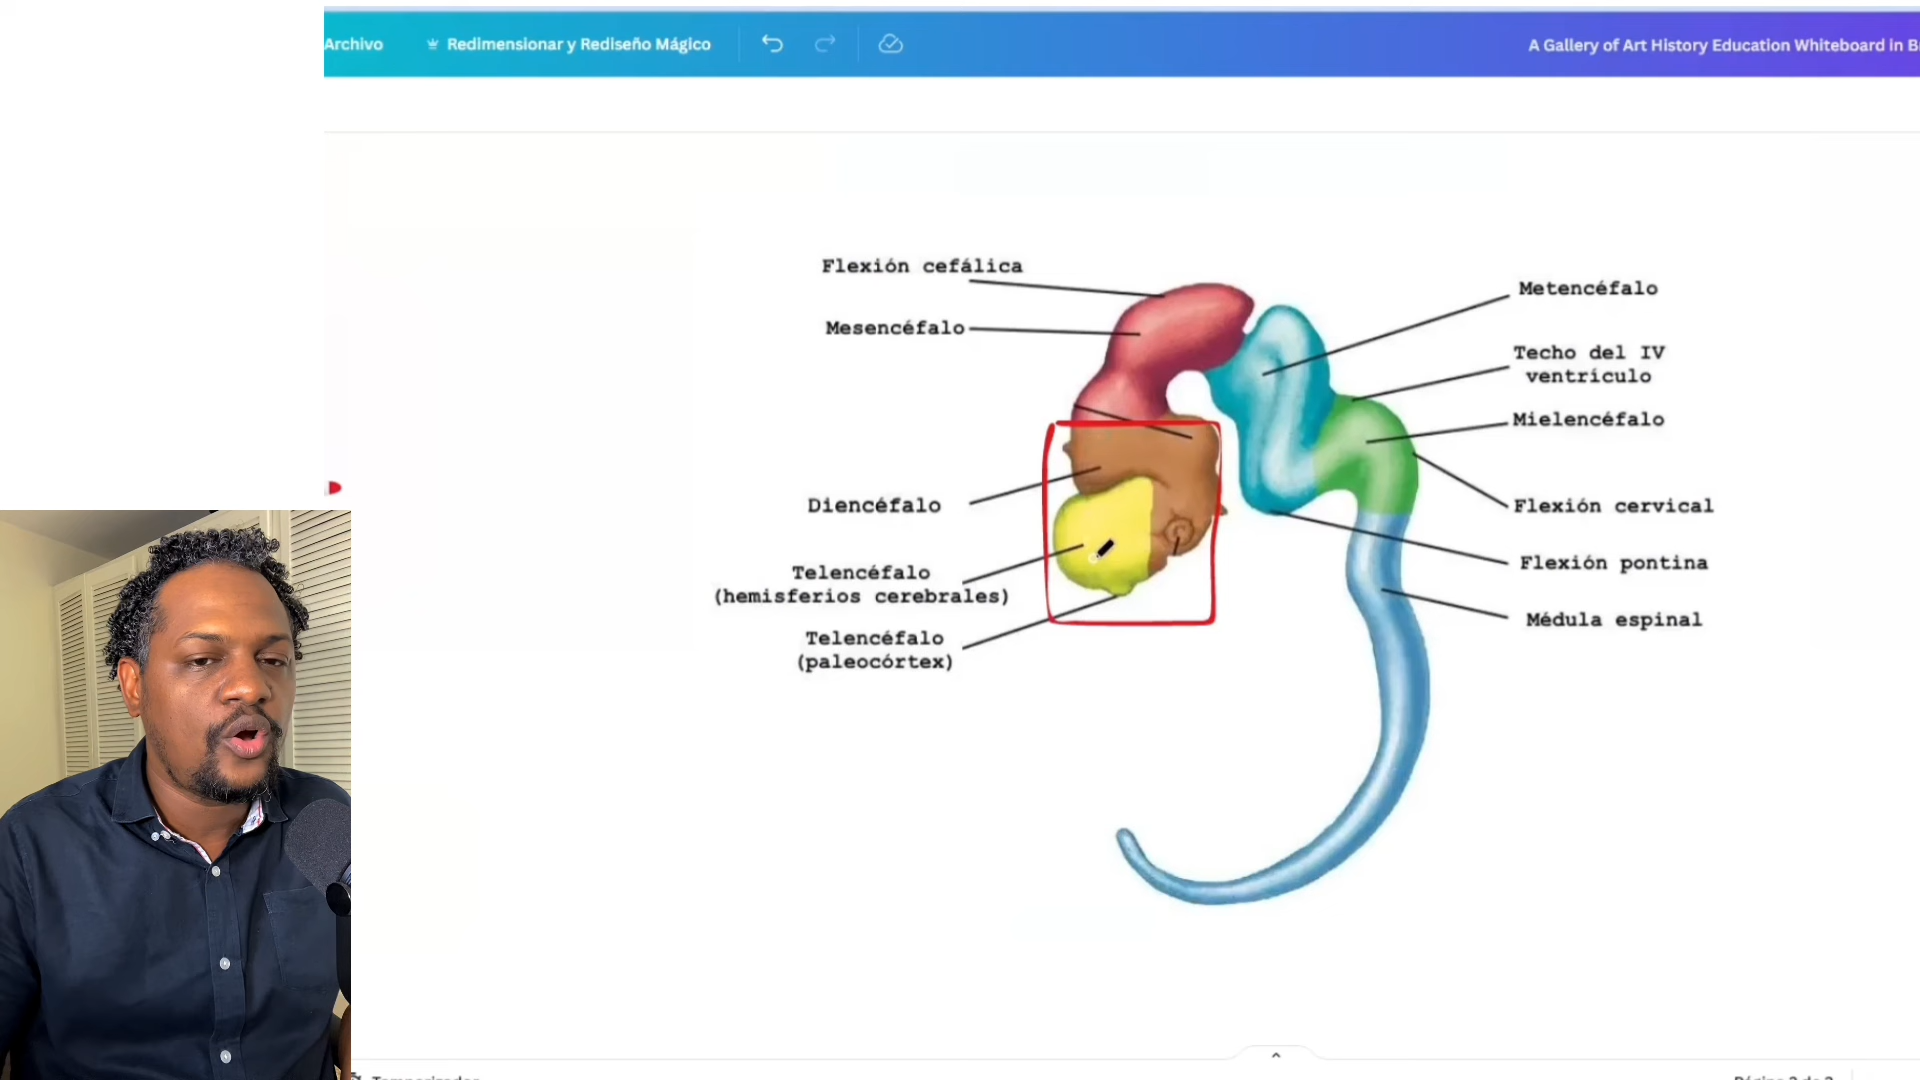 Archivo
Redimensionar y Rediseño Mágico
A Gallery of Art History Education Whiteboard in
Flexión cefálica
Mesencéfalo
Diencéfalo
Telencéfalo
(hemisferios cerebrales)
Telencéfalo
(paleocórtex)
Metencéfalo
Techo del IV
ventrículo
Mielencéfalo
Flexión cervical
Flexión pontina
Médula espinal